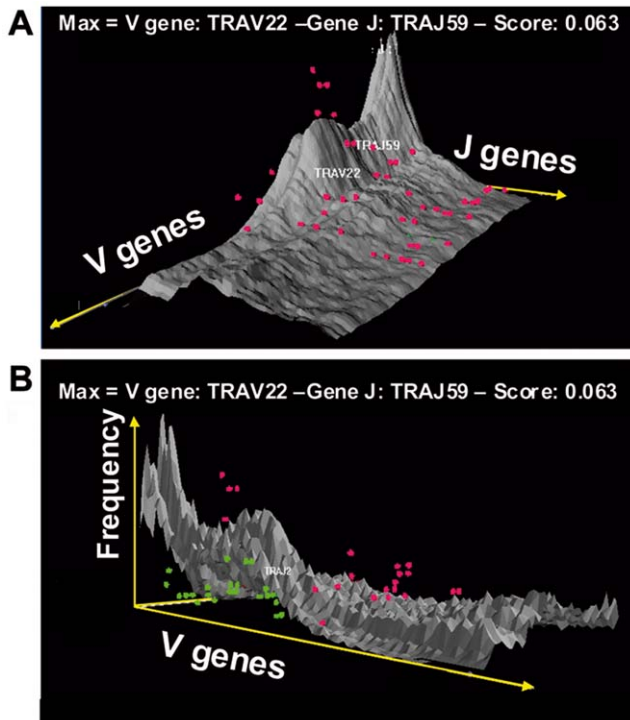 A
Max = V gene: TRAV22 –Gene J: TRAJ59 – Score: 0.063
TRAJ59
TRAV22
J genes
V genes
B
Max = V gene: TRAV22 –Gene J: TRAJ59 – Score: 0.063
Frequency
TRAJ2
V genes